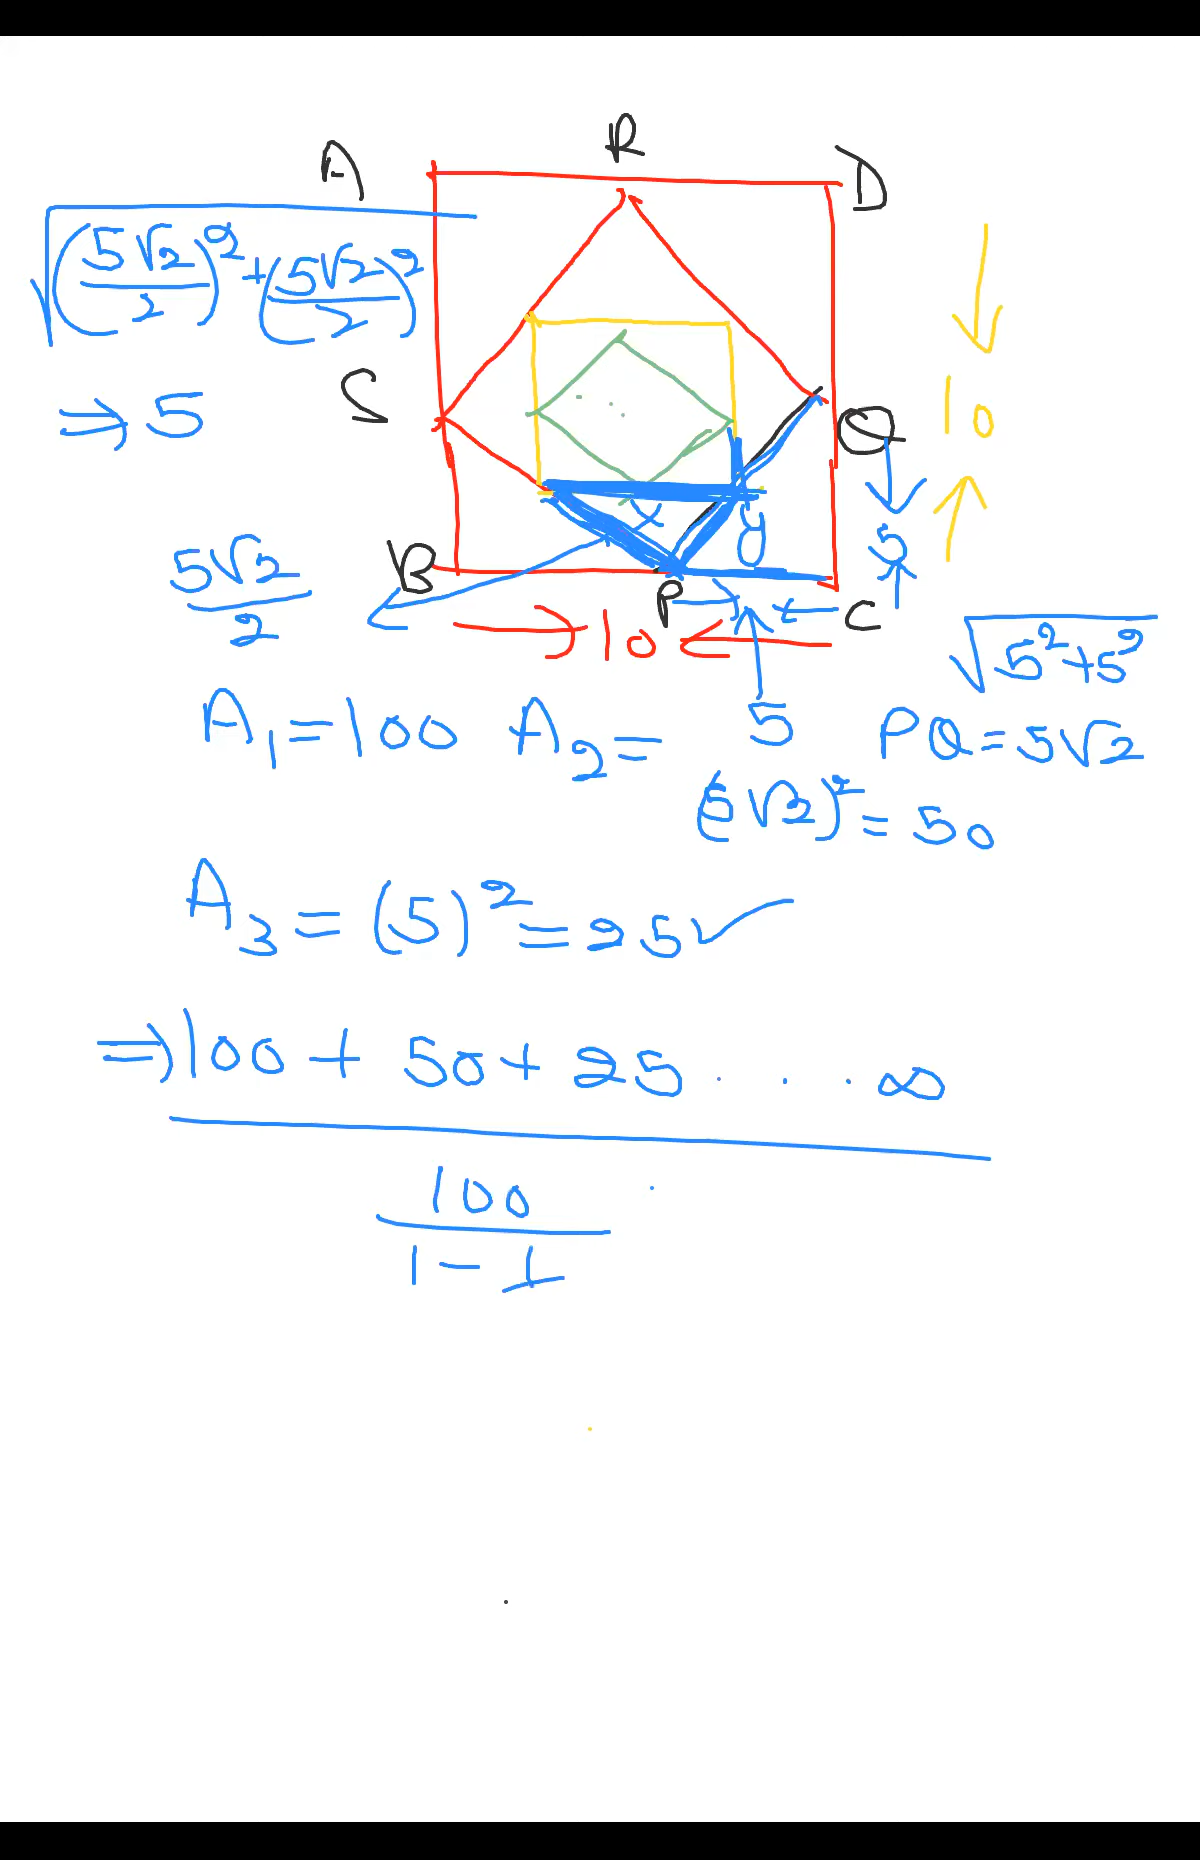 A R D
√((5√2/2)² + (5√2/2)²)
⇒ 5
S Q 10
5√2/2
B x y 5
P t C
10
√(5²+5²)
A₁ = 100 A₂ = 5 PQ = 5√2
(5√2)² = 50
A₃ = (5)² = 25 ✓
⇒ 100 + 50 + 25 . . . ∞
100
1 - 1